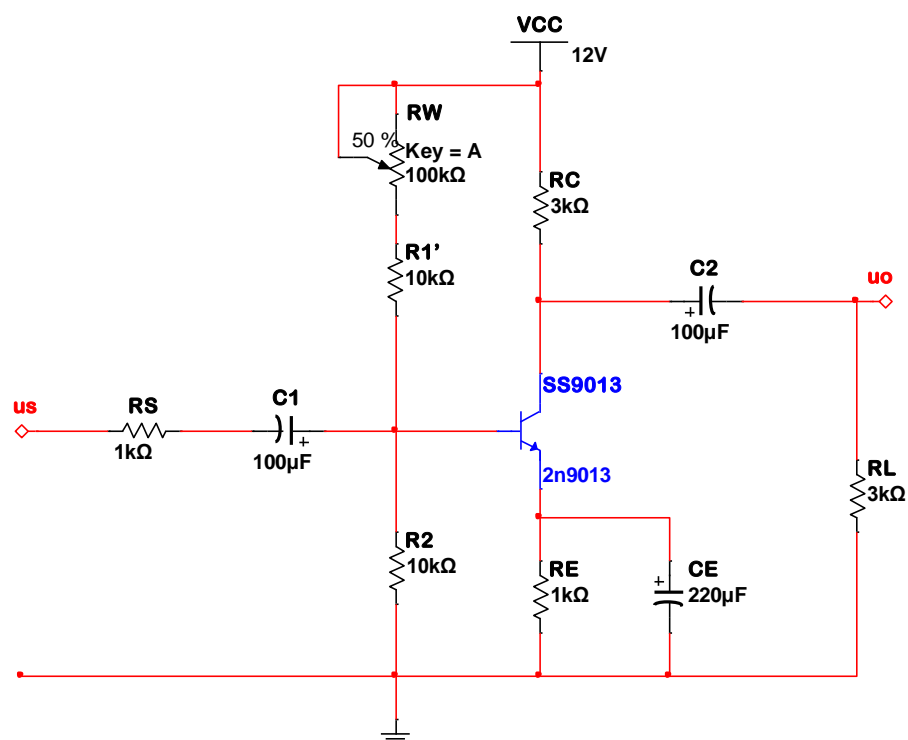 VCC
12V
RW
50 %
Key = A
100kΩ
RC
3kΩ
R1’
10kΩ
C2
+
100µF
uo
SS9013
us
RS
1kΩ
C1
+
100µF
2n9013
RL
3kΩ
R2
10kΩ
RE
1kΩ
+
CE
220µF